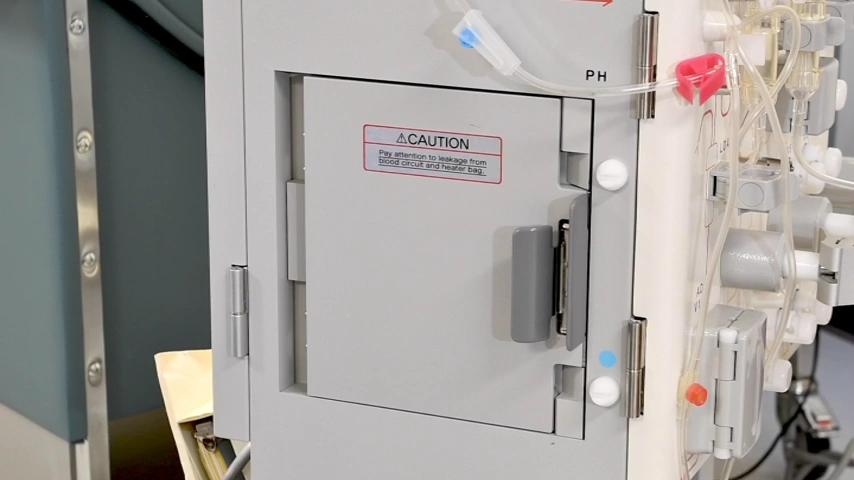 PH
⚠CAUTION
Pay attention to leakage from
blood circuit and heater bag.